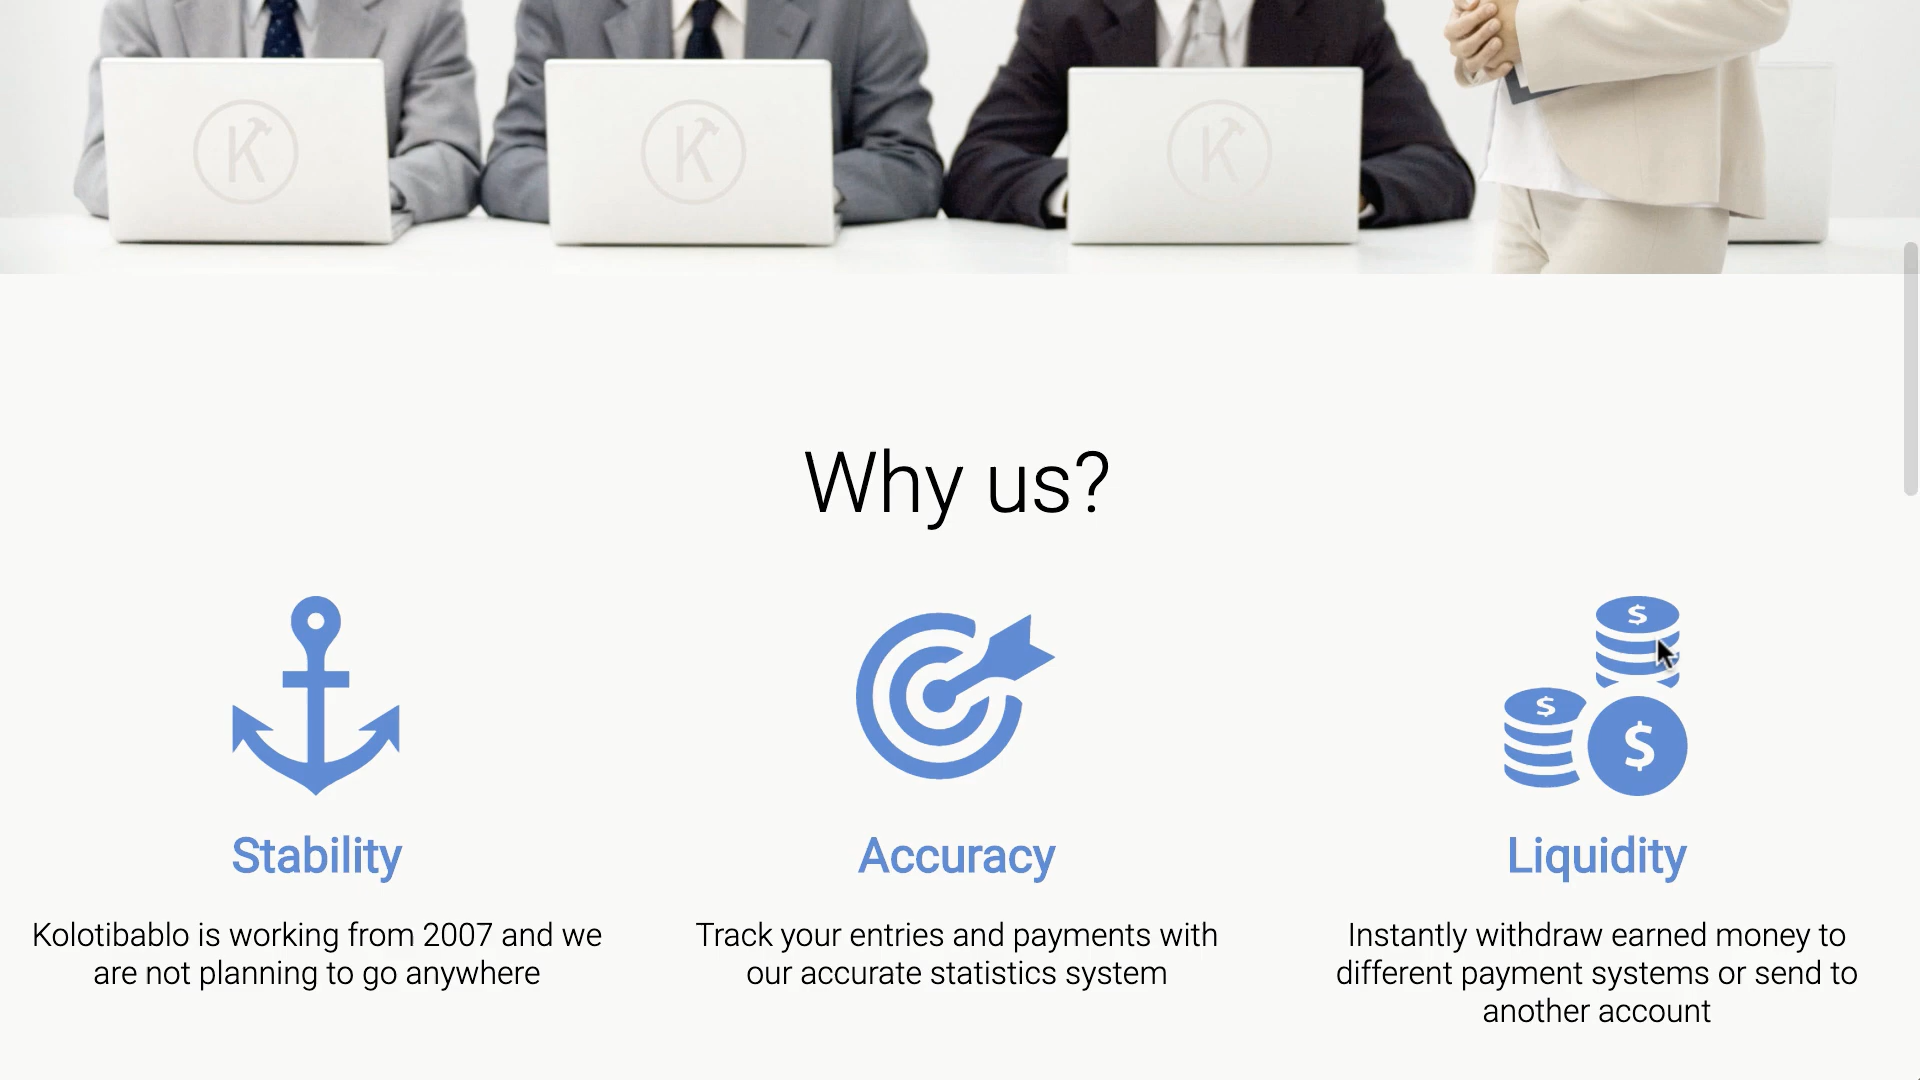 K
K
K
Why us?
$
$
$
Stability
Accuracy
Liquidity
Kolotibablo is working from 2007 and we
are not planning to go anywhere
Track your entries and payments with
our accurate statistics system
Instantly withdraw earned money to
different payment systems or send to
another account